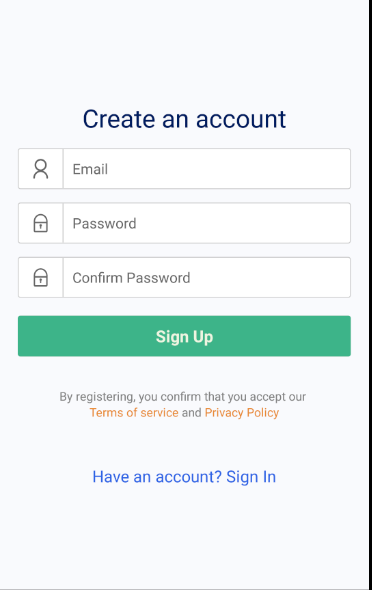 Create an account
Email
Password
Confirm Password
Sign Up
By registering, you confirm that you accept our
Terms of service and Privacy Policy
Have an account? Sign In